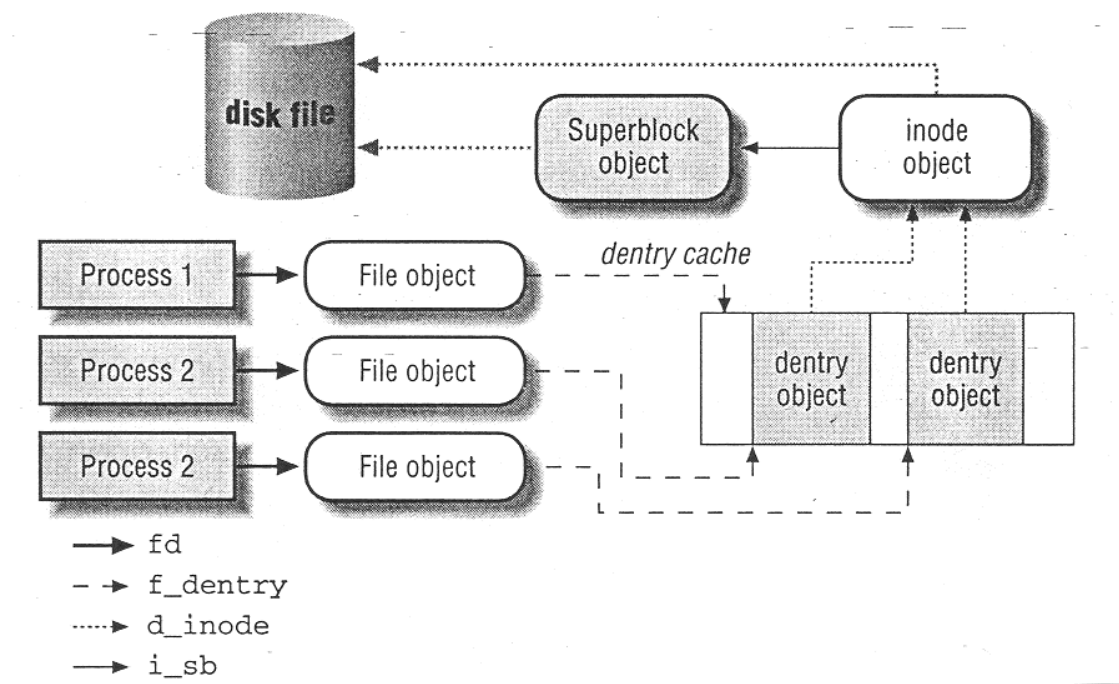 disk file
Superblock
object
inode
object
Process 1
File object
dentry cache
Process 2
File object
dentry
object
dentry
object
Process 2
File object
fd
f_dentry
d_inode
i_sb